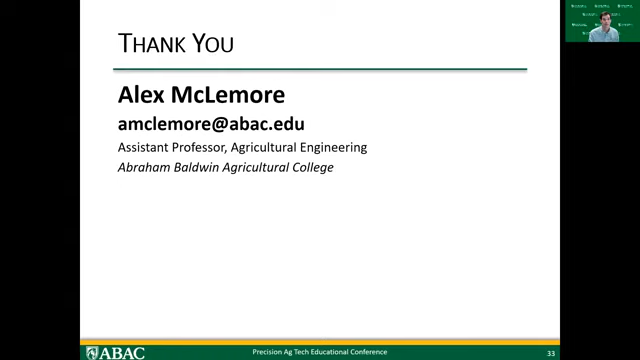 THANK YOU
Alex McLemore
amclemore@abac.edu
Assistant Professor, Agricultural Engineering
Abraham Baldwin Agricultural College
ABAC
Precision Ag Tech Educational Conference
33